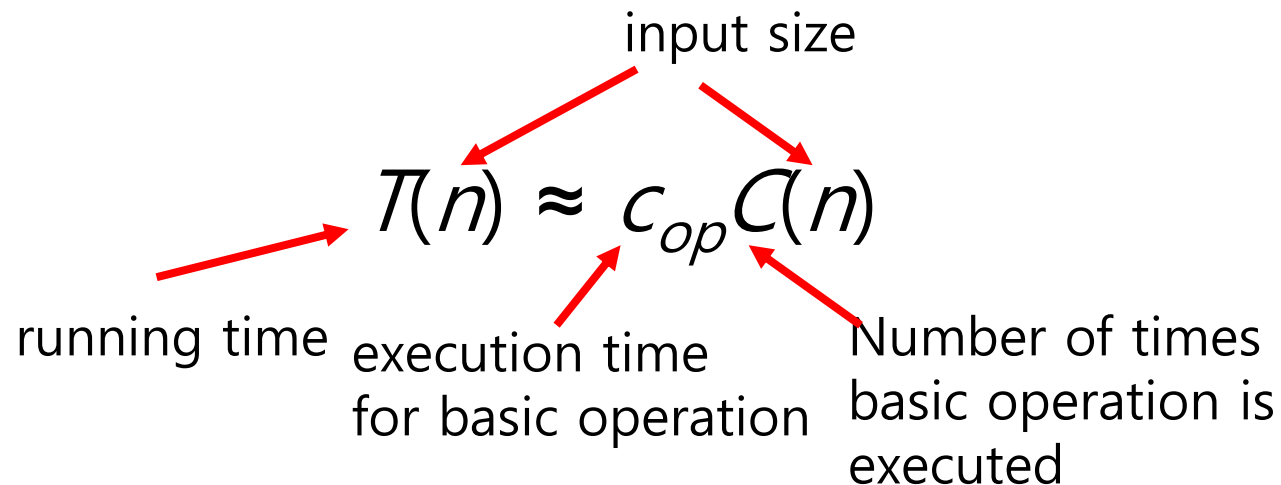 input size
T(n) ≈ c_op C(n)
running time
execution time
for basic operation
Number of times
basic operation is
executed